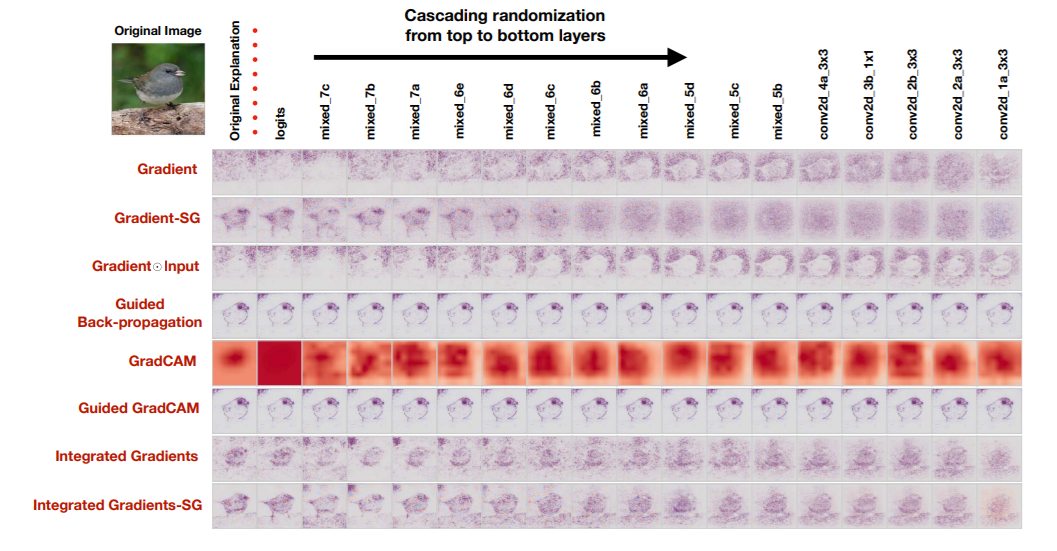 Cascading randomization
from top to bottom layers
Original Image
Original Explanation
logits
mixed_7c
mixed_7b
mixed_7a
mixed_6e
mixed_6d
mixed_6c
mixed_6b
mixed_6a
mixed_5d
mixed_5c
mixed_5b
conv2d_4a_3x3
conv2d_3b_1x1
conv2d_2b_3x3
conv2d_2a_3x3
conv2d_1a_3x3
Gradient
Gradient-SG
Gradient⊙Input
Guided
Back-propagation
GradCAM
Guided GradCAM
Integrated Gradients
Integrated Gradients-SG